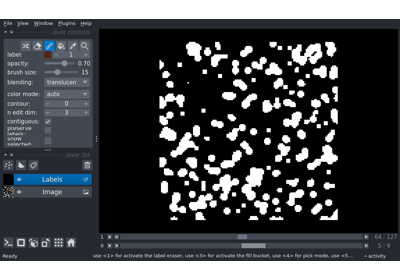 File View Window Plugins Help
layer controls
label: 1
opacity: 0.70
brush size: 15
blending: translucen
color mode: auto
contour: 0
n edit dim: 3
contiguous:
preserve labels:
show selected:
layer list
Labels
Image
1 64 127
0 5 9
Ready use <1> for activate the label eraser, use <3> for activate the fill bucket, use <4> for pick mode, use <5... activity